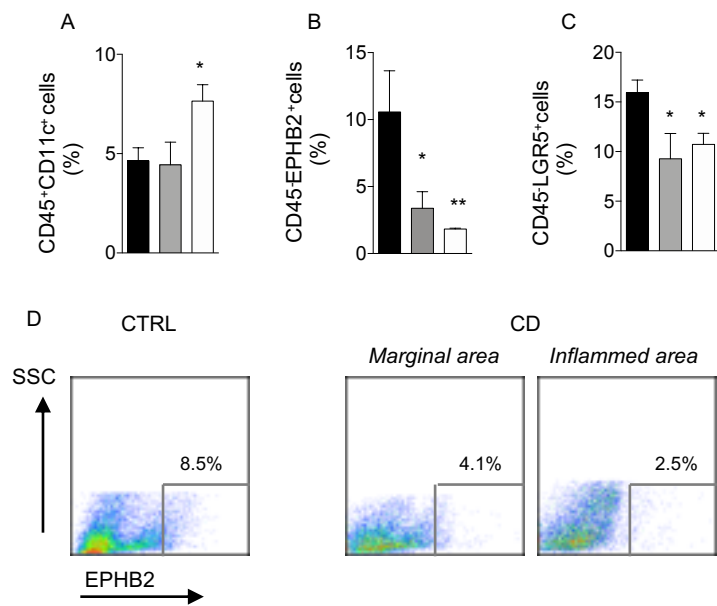 A
CD45+CD11c+ cells
(%)
10
5
0
*
B
CD45-EPHB2+cells
(%)
15
10
5
0
*
**
C
CD45-LGR5+cells
(%)
20
15
10
5
0
*
*
D
CTRL
CD
Marginal area
Inflammed area
SSC
8.5%
4.1%
2.5%
EPHB2